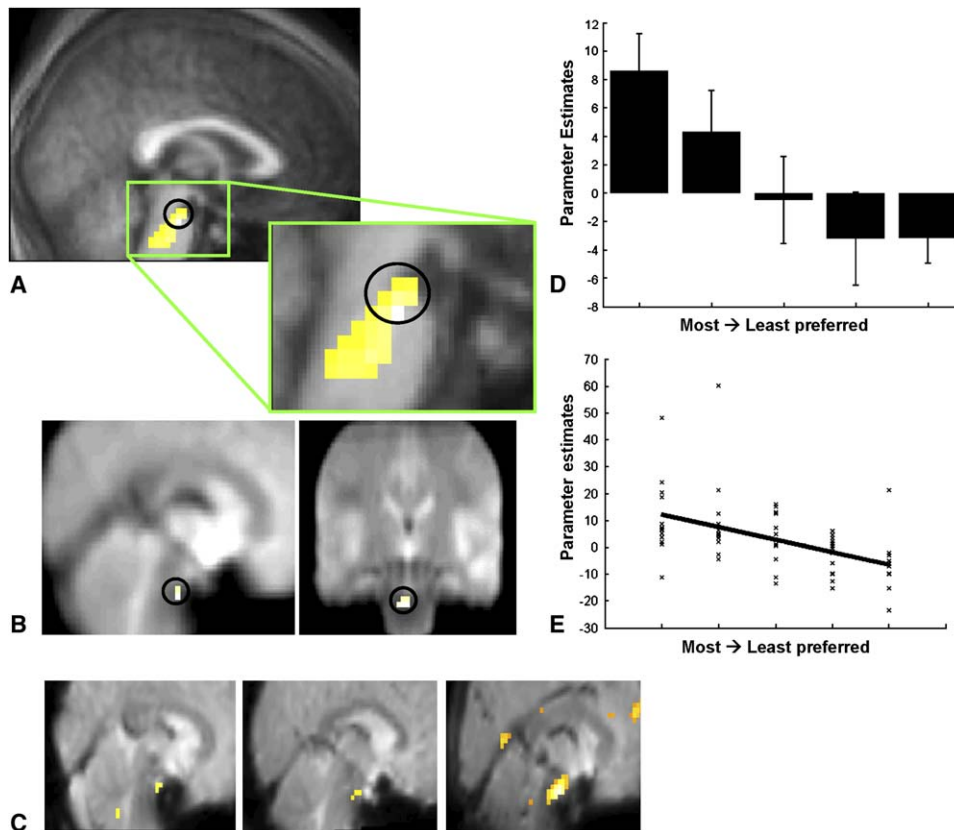 A
B
C
12
10
8
6
4
2
0
-2
-4
-6
-8
Parameter Estimates
D
Most → Least preferred
70
60
50
40
30
20
10
0
-10
-20
-30
Parameter estimates
E
Most → Least preferred